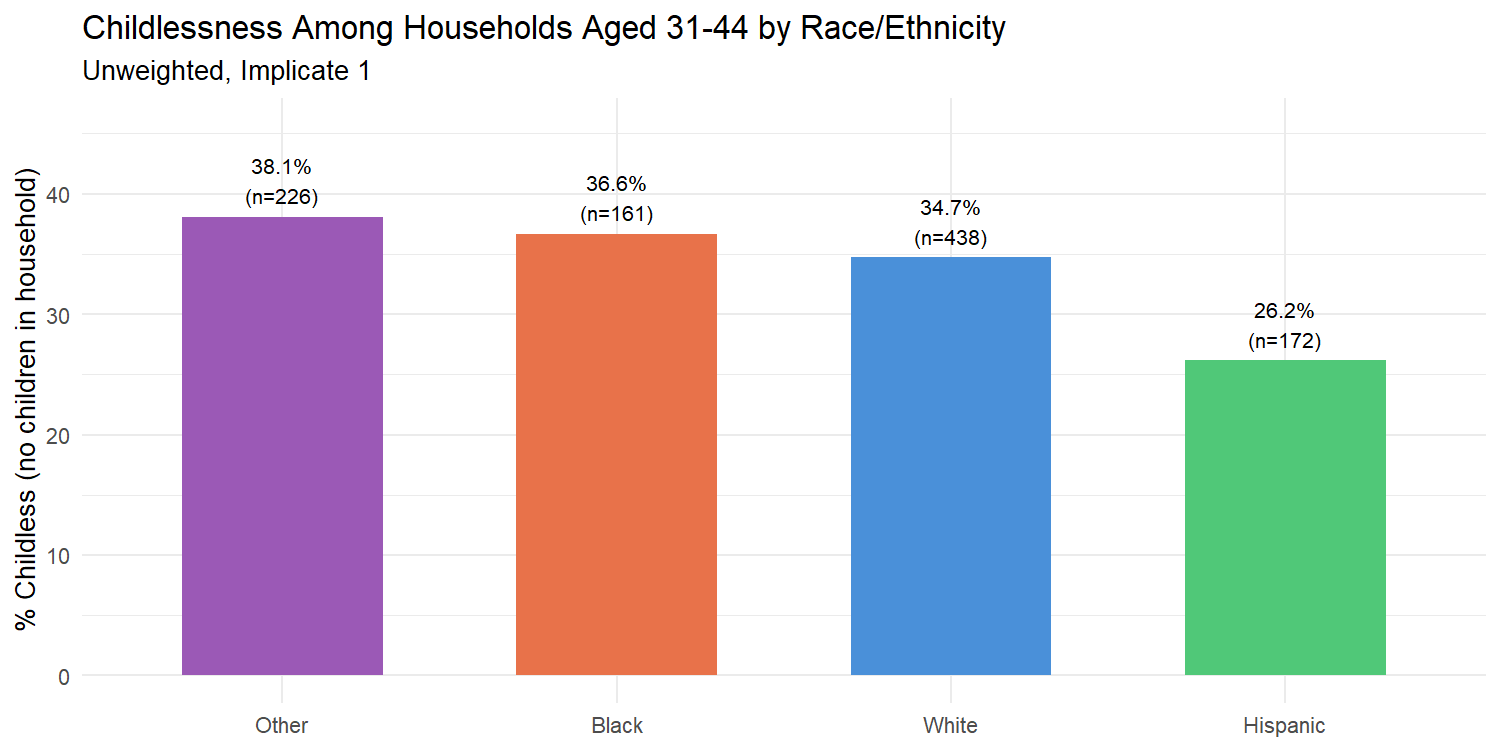 Childlessness Among Households Aged 31-44 by Race/Ethnicity
Unweighted, Implicate 1
% Childless (no children in household)
40
30
20
10
0
38.1%
(n=226)
36.6%
(n=161)
34.7%
(n=438)
26.2%
(n=172)
Other
Black
White
Hispanic